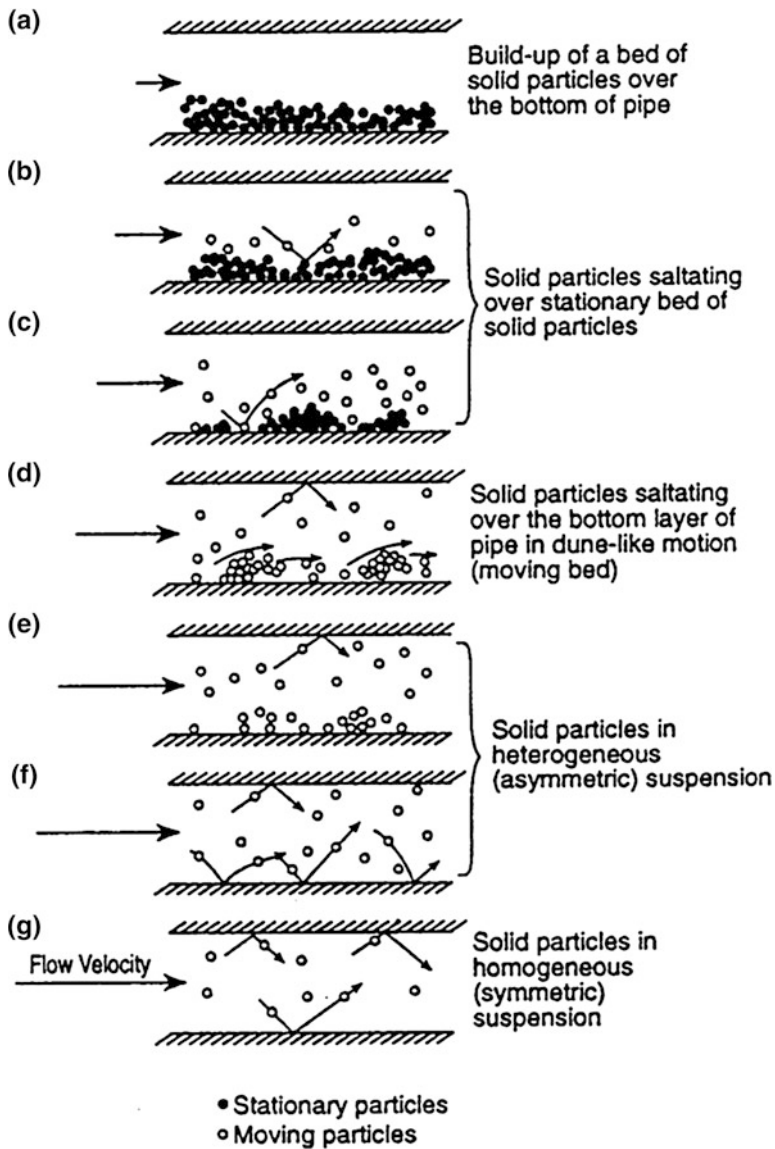 (a)
Build-up of a bed of
solid particles over
the bottom of pipe
(b)
Solid particles saltating
over stationary bed of
solid particles
(c)
(d)
Solid particles saltating
over the bottom layer of
pipe in dune-like motion
(moving bed)
(e)
Solid particles in
heterogeneous
(asymmetric) suspension
(f)
(g)
Flow Velocity
Solid particles in
homogeneous
(symmetric)
suspension
Stationary particles
Moving particles